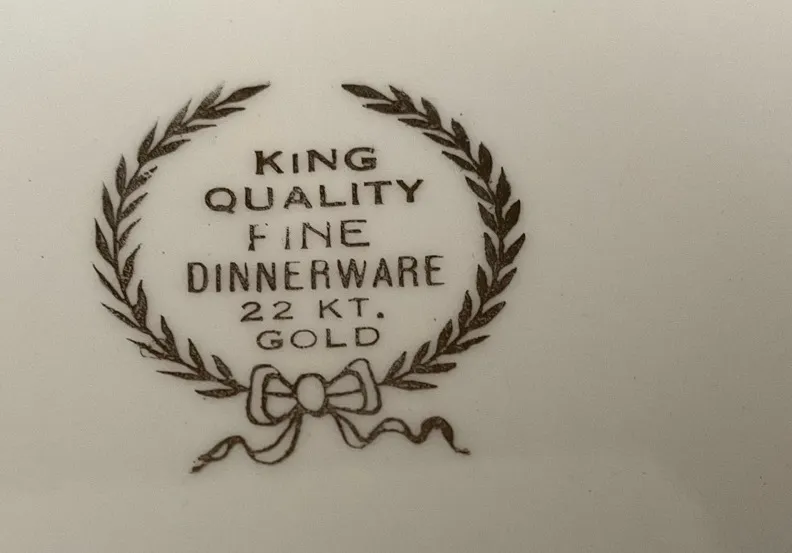 KING
QUALITY
FINE
DINNERWARE
22 KT.
GOLD